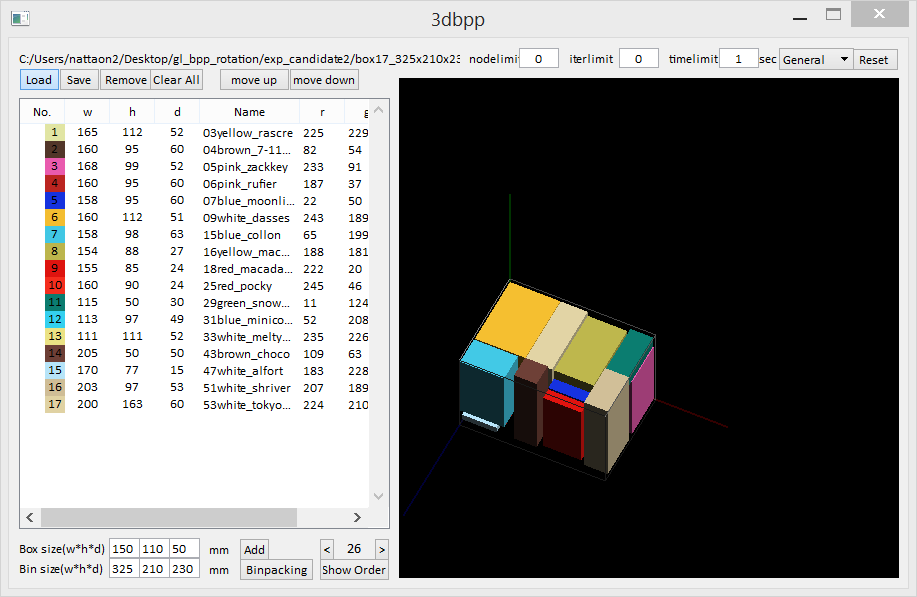 3dbpp
C:/Users/nattaon2/Desktop/gl_bpp_rotation/exp_candidate2/box17_325x210x23 nodelimit 0 iterlimit 0 timelimit 1 sec General Reset
Load Save Remove Clear All move up move down
No. w h d Name r g
1 165 112 52 03yellow_rascre 225 229
2 160 95 60 04brown_7-11... 82 54
3 168 99 52 05pink_zackkey 233 91
4 160 95 60 06pink_rufier 187 37
5 158 95 60 07blue_moonli... 22 50
6 160 112 51 09white_dasses 243 189
7 158 98 63 15blue_collon 65 199
8 154 88 27 16yellow_mac... 188 181
9 155 85 24 18red_macada... 222 20
10 160 90 24 25red_pocky 245 46
11 115 50 30 29green_snow... 11 124
12 113 97 49 31blue_minico... 52 208
13 111 111 52 33white_melty... 235 226
14 205 50 50 43brown_choco 109 63
15 170 77 15 47white_alfort 183 228
16 203 97 53 51white_shriver 207 189
17 200 163 60 53white_tokyo... 224 210
Box size(w*h*d) 150 110 50 mm Add < 26 >
Bin size(w*h*d) 325 210 230 mm Binpacking Show Order